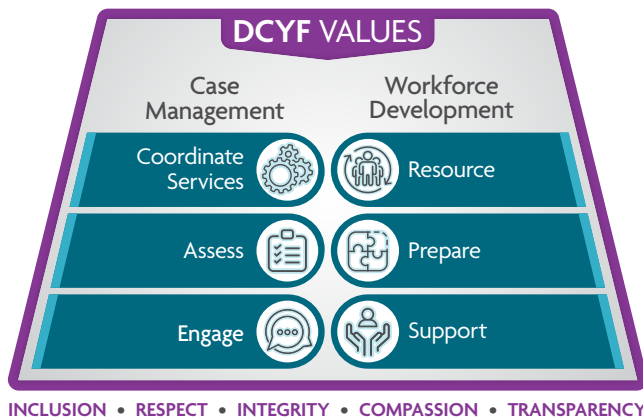 DCYF VALUES
Case
Management
Workforce
Development
Coordinate
Services
Resource
Assess
Prepare
Engage
Support
INCLUSION • RESPECT • INTEGRITY • COMPASSION • TRANSPARENCY